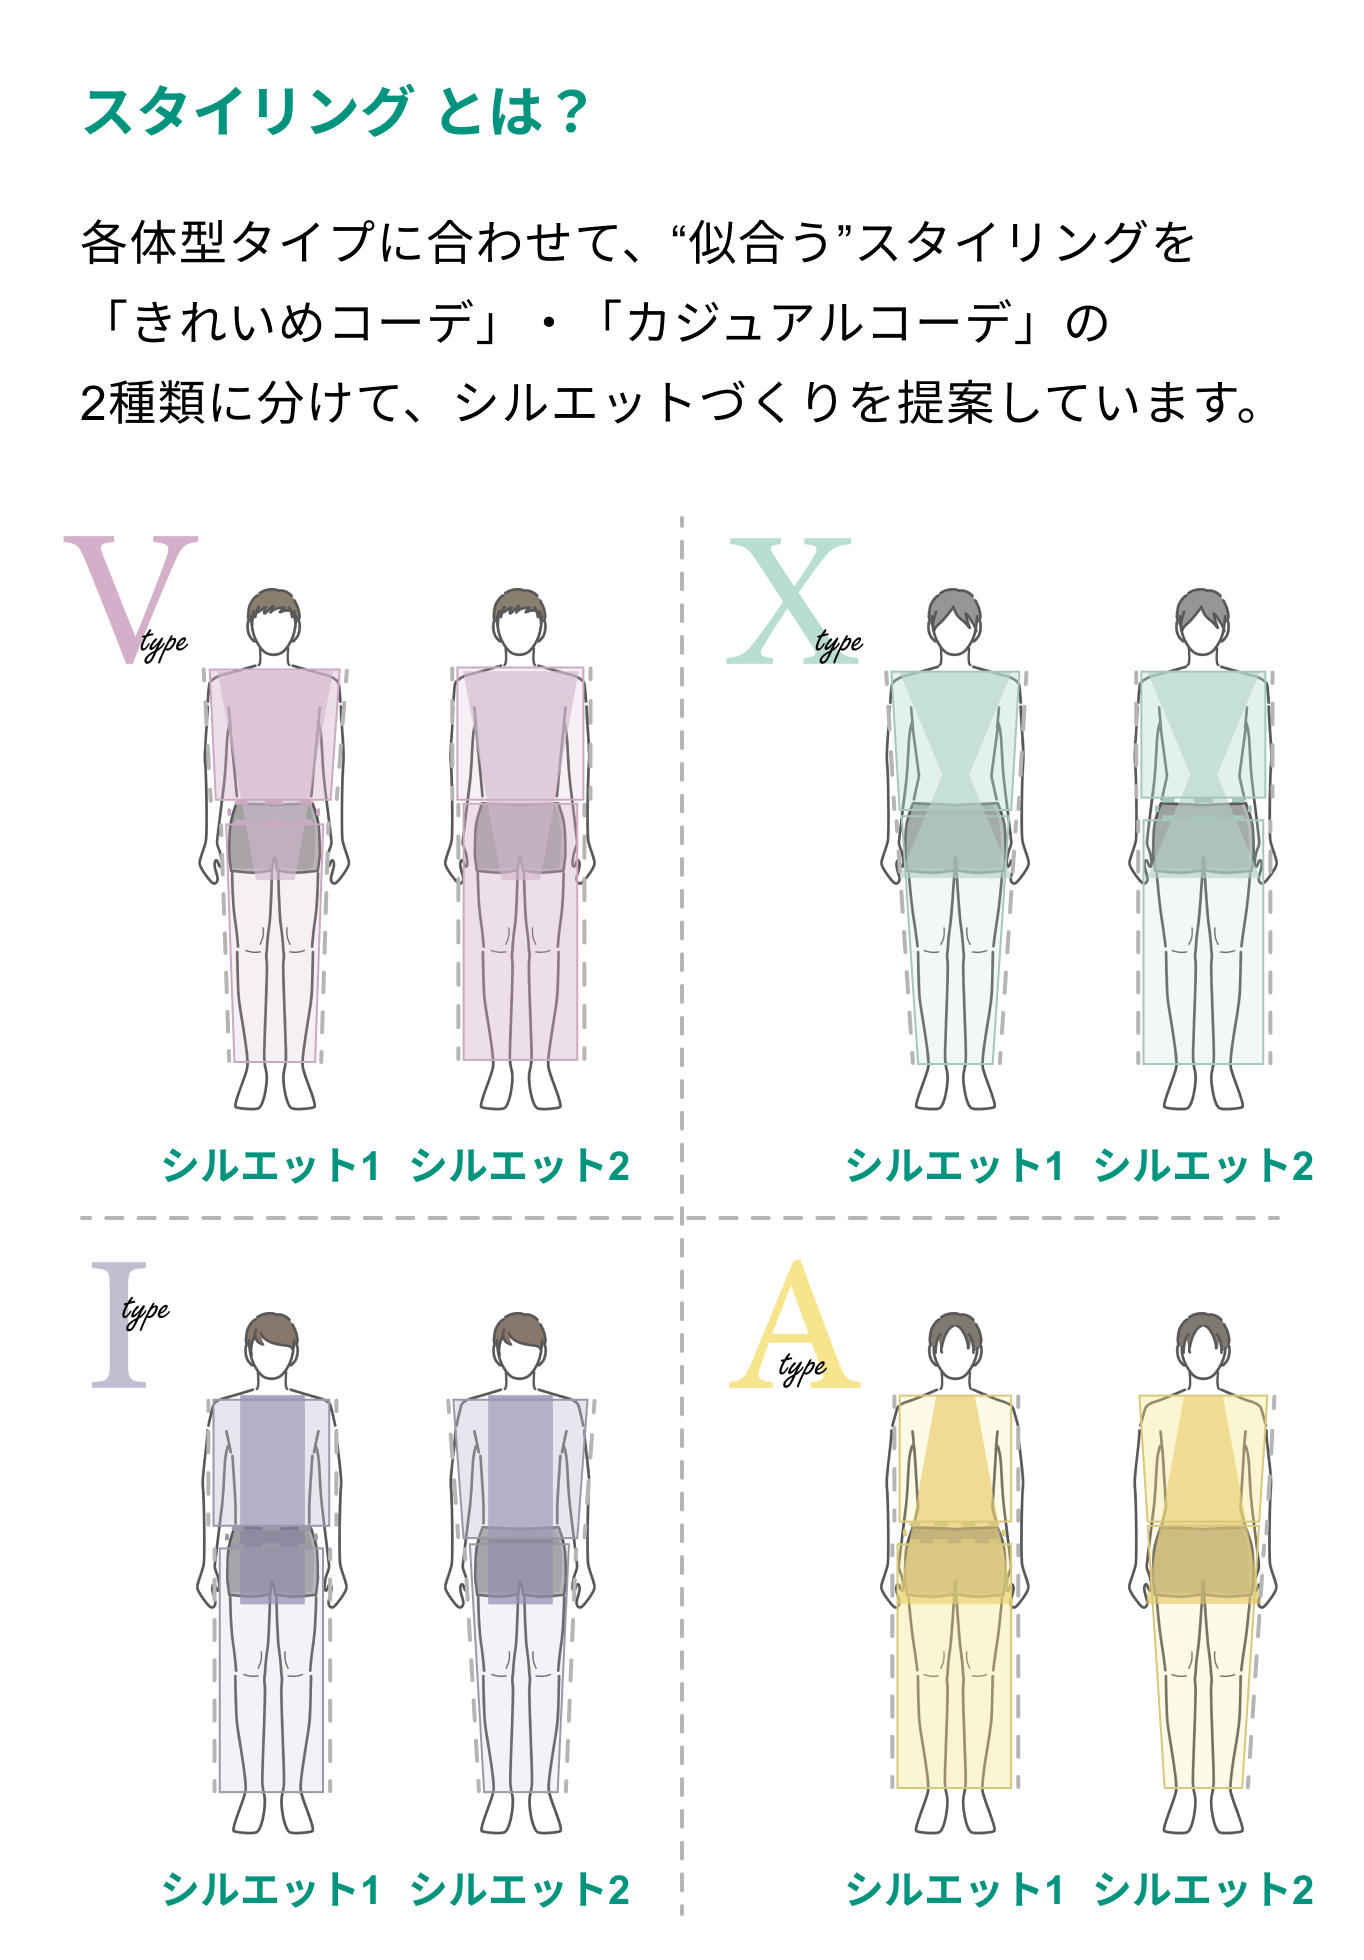 スタイリング とは？
各体型タイプに合わせて、“似合う”スタイリングを
「きれいめコーデ」・「カジュアルコーデ」の
2種類に分けて、シルエットづくりを提案しています。
V type
シルエット1 シルエット2
X type
シルエット1 シルエット2
I type
シルエット1 シルエット2
A type
シルエット1 シルエット2